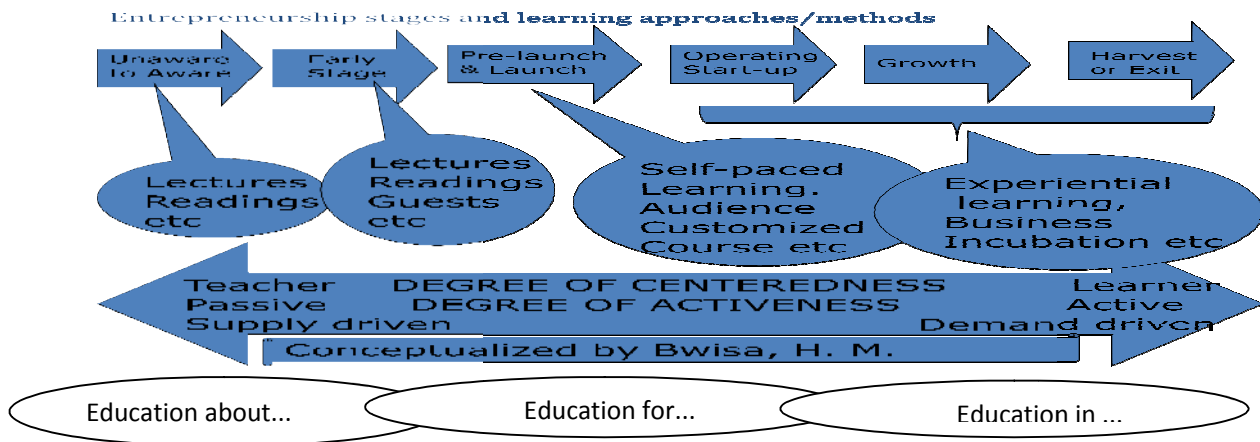 Entrepreneurship stages and learning approaches/methods
Unaware
to Aware
Early
Stage
Pre-launch
& Launch
Operating
Start-up
Growth
Harvest
or Exit
Lectures
Readings
etc
Lectures
Readings
Guests
etc
Self-paced
Learning.
Audience
Customized
Course etc
Experiential
learning,
Business
Incubation etc
Teacher DEGREE OF CENTEREDNESS Learner
Passive DEGREE OF ACTIVENESS Active
Supply driven Demand driven
Conceptualized by Bwisa, H. M.
Education about...
Education for...
Education in ...